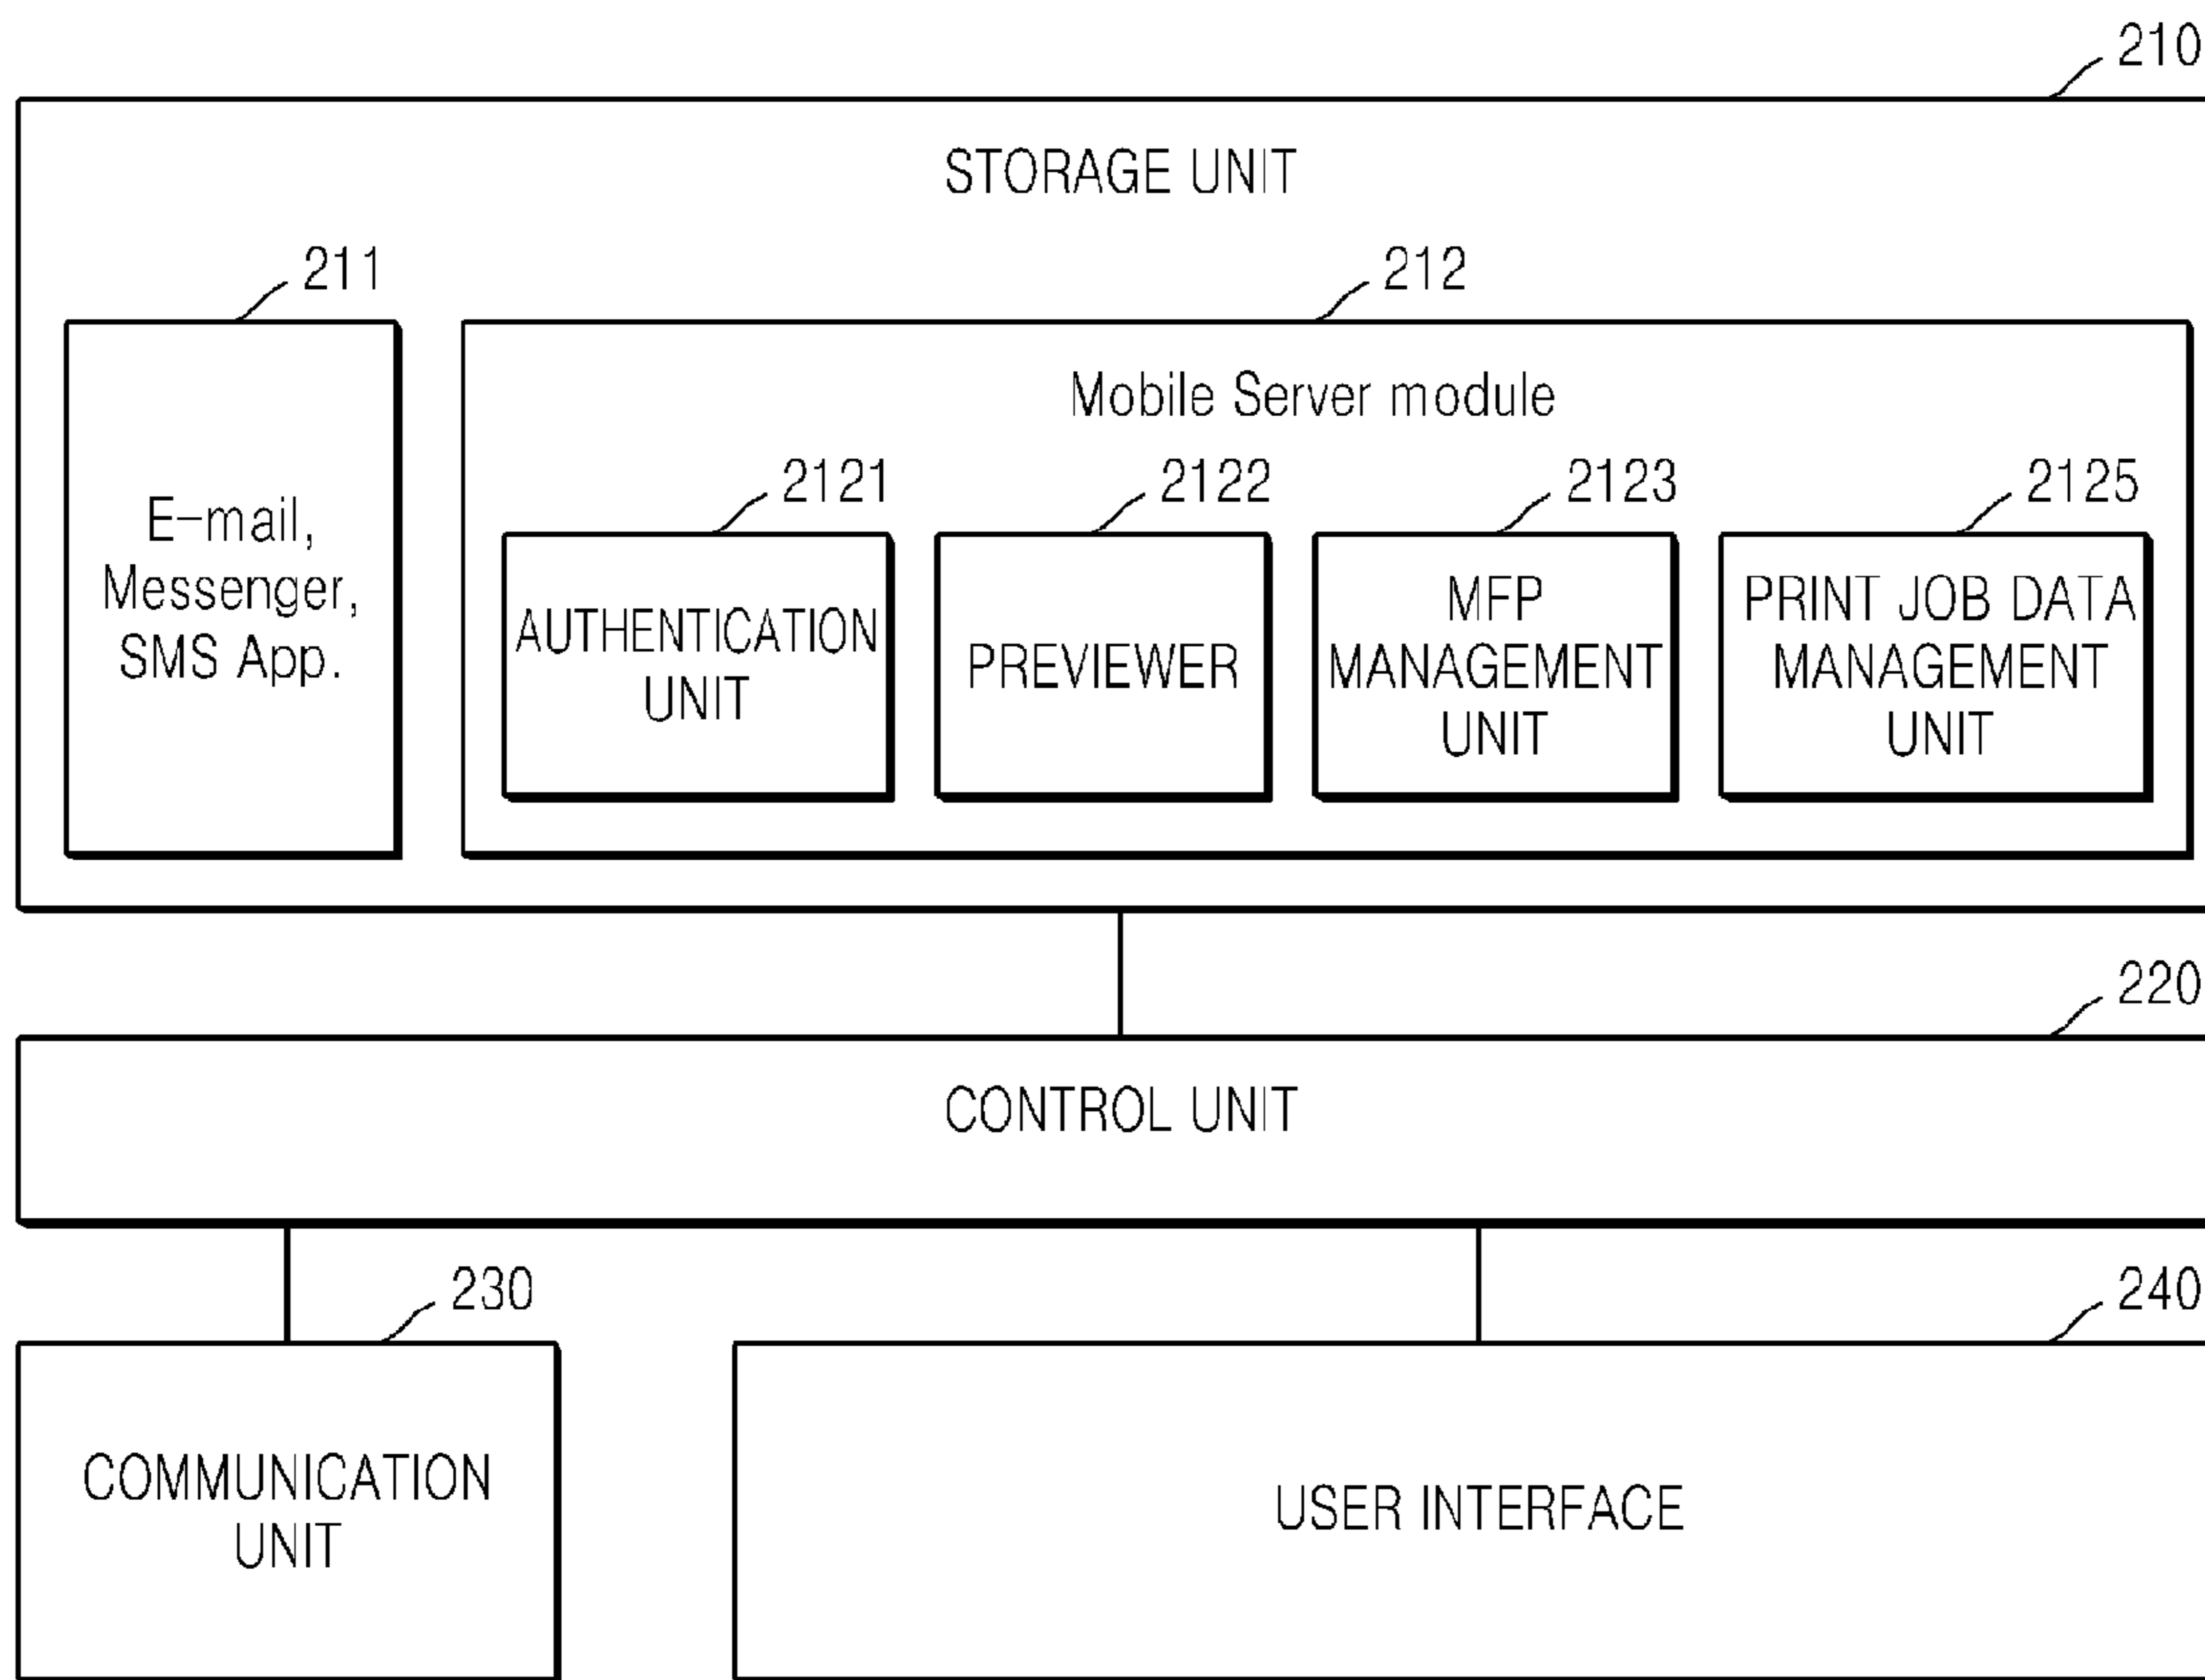 210
STORAGE UNIT
211
212
E-mail,
Messenger,
SMS App.
Mobile Server module
2121
2122
2123
2125
AUTHENTICATION
UNIT
PREVIEWER
MFP
MANAGEMENT
UNIT
PRINT JOB DATA
MANAGEMENT
UNIT
220
CONTROL UNIT
230
240
COMMUNICATION
UNIT
USER INTERFACE